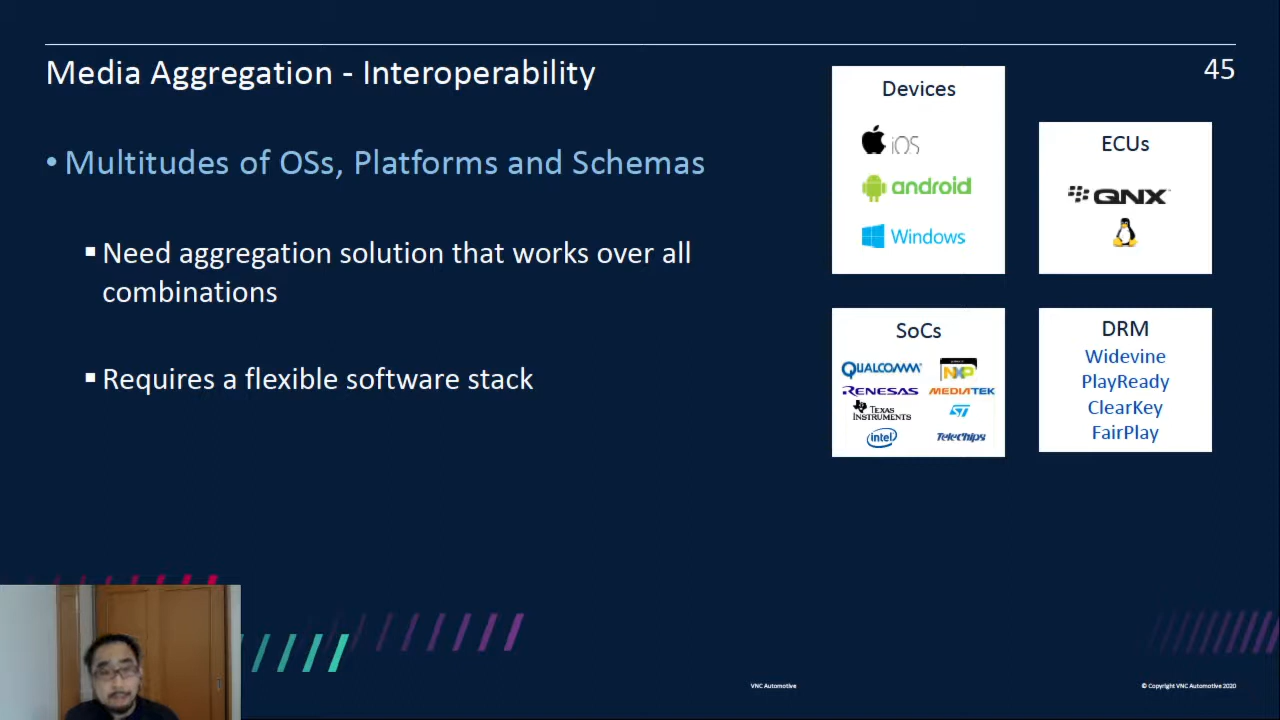 Media Aggregation - Interoperability
45
• Multitudes of OSs, Platforms and Schemas
▪ Need aggregation solution that works over all
combinations
▪ Requires a flexible software stack
Devices
iOS
android
Windows
ECUs
QNX
SoCs
QUALCOMM
NXP
RENESAS
MEDIATEK
TEXAS
INSTRUMENTS
ST
intel
Telechips
DRM
Widevine
PlayReady
ClearKey
FairPlay
VNC Automotive
© Copyright VNC Automotive 2020